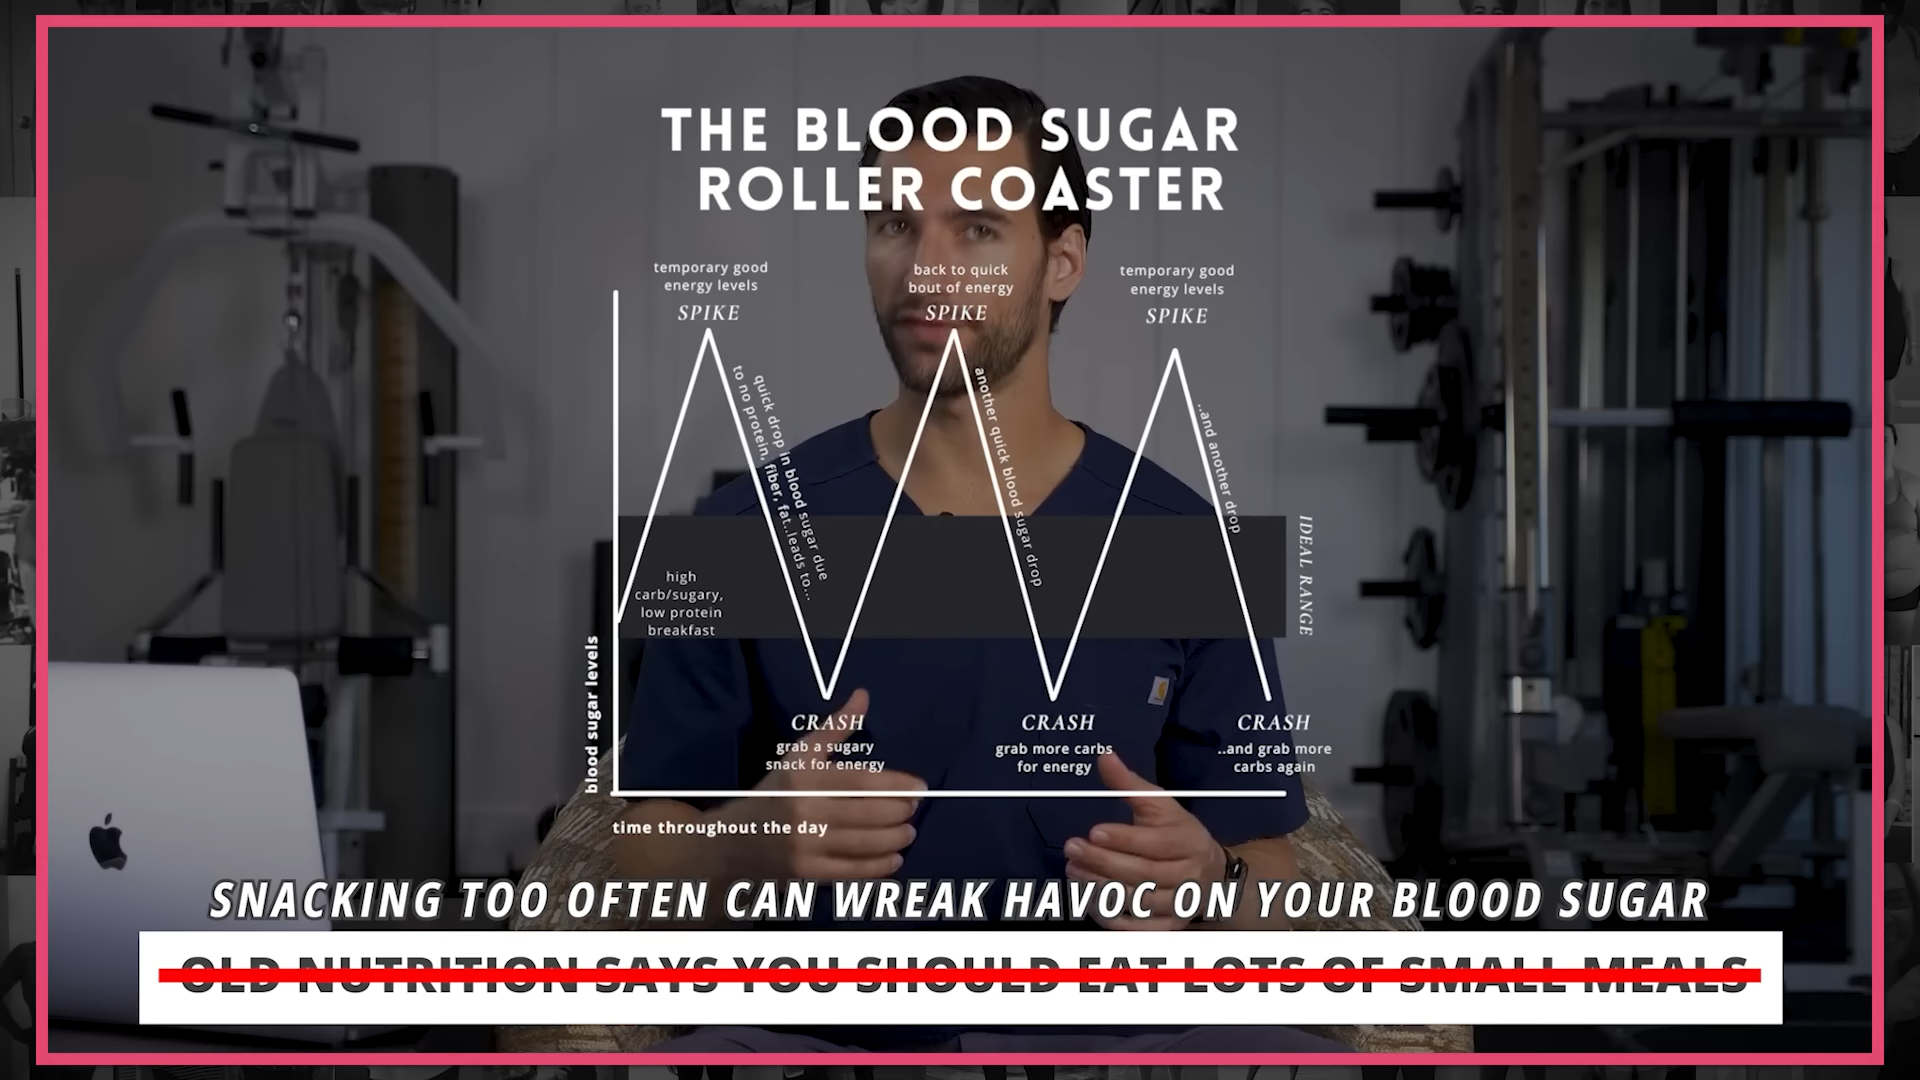 THE BLOOD SUGAR
ROLLER COASTER
temporary good
energy levels
SPIKE
back to quick
bout of energy
SPIKE
temporary good
energy levels
SPIKE
quick drop in blood sugar due
to no protein, fiber, fat...leads to...
another quick blood sugar drop
..and another drop
IDEAL RANGE
high
carb/sugary,
low protein
breakfast
blood sugar levels
CRASH
grab a sugary
snack for energy
CRASH
grab more carbs
for energy
CRASH
..and grab more
carbs again
time throughout the day
SNACKING TOO OFTEN CAN WREAK HAVOC ON YOUR BLOOD SUGAR
OLD NUTRITION SAYS YOU SHOULD EAT LOTS OF SMALL MEALS